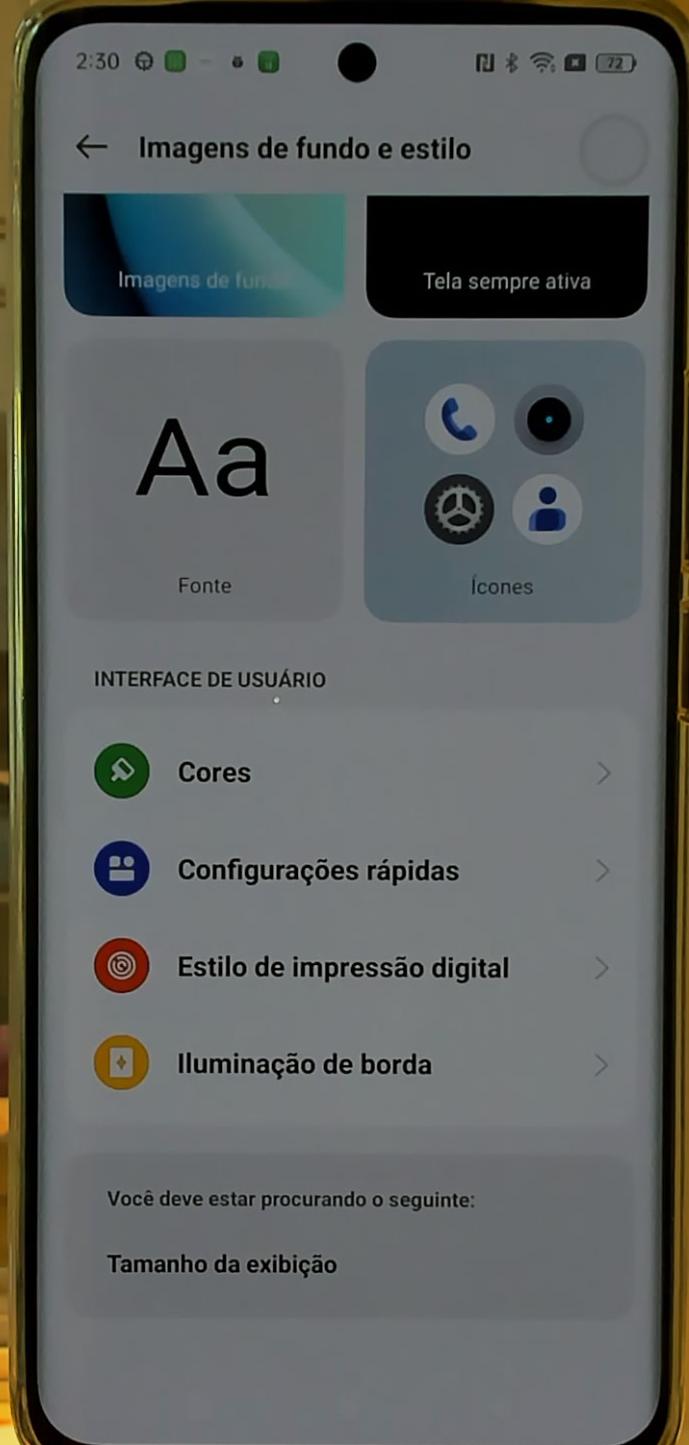 2:30
72
Imagens de fundo e estilo
Imagens de fun
Tela sempre ativa
Aa
Fonte
Ícones
INTERFACE DE USUÁRIO
Cores
Configurações rápidas
Estilo de impressão digital
Iluminação de borda
Você deve estar procurando o seguinte:
Tamanho da exibição